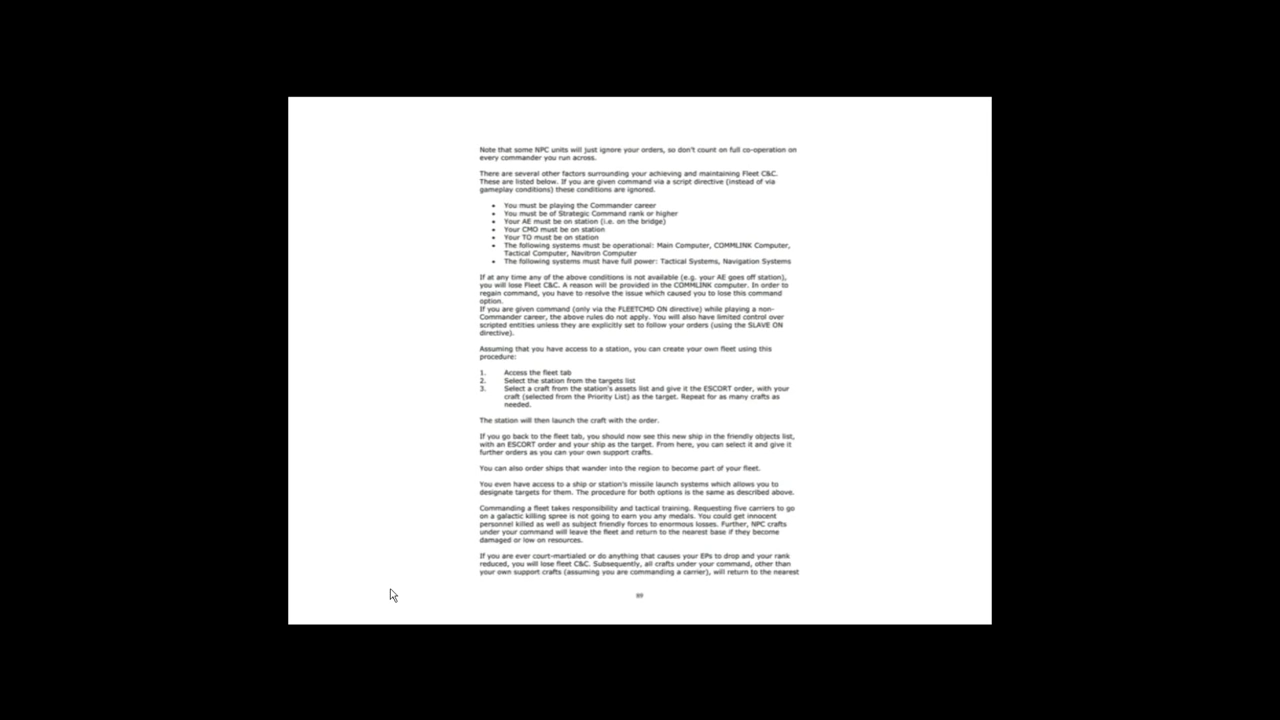 Note that some NPC units will just ignore your orders, so don't count on full co-operation on
every commander you run across.
There are several other factors surrounding your achieving and maintaining Fleet C&C.
These are listed below. If you are given command via a script directive (instead of via
gameplay conditions) these conditions are ignored.
• You must be playing the Commander career
• You must be of Strategic Command rank or higher
• Your AE must be on station (i.e. on the bridge)
• Your CMO must be on station
• Your TO must be on station
• The following systems must be operational: Main Computer, COMMLINK Computer,
Tactical Computer, Navitron Computer
• The following systems must have full power: Tactical Systems, Navigation Systems
If at any time any of the above conditions is not available (e.g. your AE goes off station),
you will lose Fleet C&C. A reason will be provided in the COMMLINK computer. In order to
regain command, you have to resolve the issue which caused you to lose this command
option.
If you are given command (only via the FLEETCMD ON directive) while playing a non-
Commander career, the above rules do not apply. You will also have limited control over
scripted entities unless they are explicitly set to follow your orders (using the SLAVE ON
directive).
Assuming that you have access to a station, you can create your own fleet using this
procedure:
1. Access the fleet tab
2. Select the station from the targets list
3. Select a craft from the station's assets list and give it the ESCORT order, with your
craft (selected from the Priority List) as the target. Repeat for as many crafts as
needed.
The station will then launch the craft with the order.
If you go back to the fleet tab, you should now see this new ship in the friendly objects list,
with an ESCORT order and your ship as the target. From here, you can select it and give it
further orders as you can your own support crafts.
You can also order ships that wander into the region to become part of your fleet.
You even have access to a ship or station's missile launch systems which allows you to
designate targets for them. The procedure for both options is the same as described above.
Commanding a fleet takes responsibility and tactical training. Requesting five carriers to go
on a galactic killing spree is not going to earn you any medals. You could get innocent
personnel killed as well as subject friendly forces to enormous losses. Further, NPC crafts
under your command will leave the fleet and return to the nearest base if they become
damaged or low on resources.
If you are ever court-martialed or do anything that causes your EPs to drop and your rank
reduced, you will lose fleet C&C. Subsequently, all crafts under your command, other than
your own support crafts (assuming you are commanding a carrier), will return to the nearest